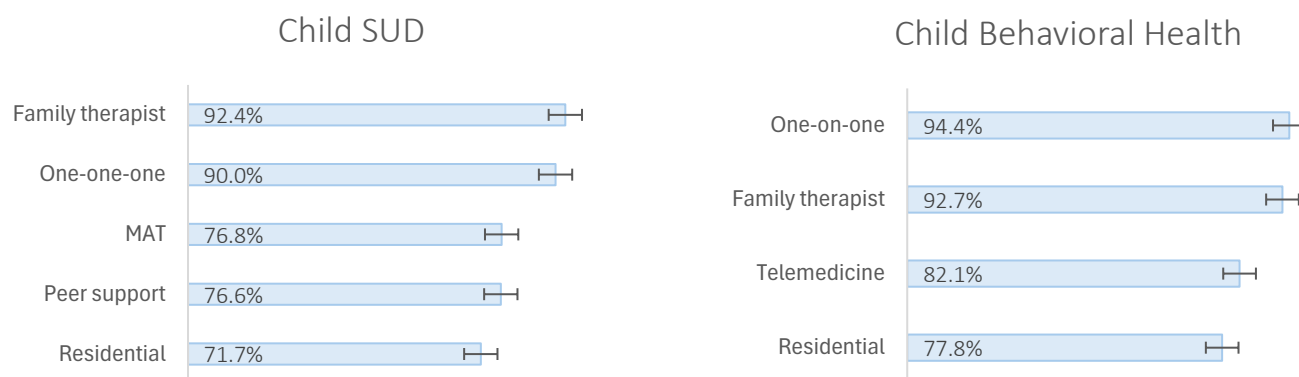 Child SUD
Family therapist 92.4%
One-one-one 90.0%
MAT 76.8%
Peer support 76.6%
Residential 71.7%
Child Behavioral Health
One-on-one 94.4%
Family therapist 92.7%
Telemedicine 82.1%
Residential 77.8%